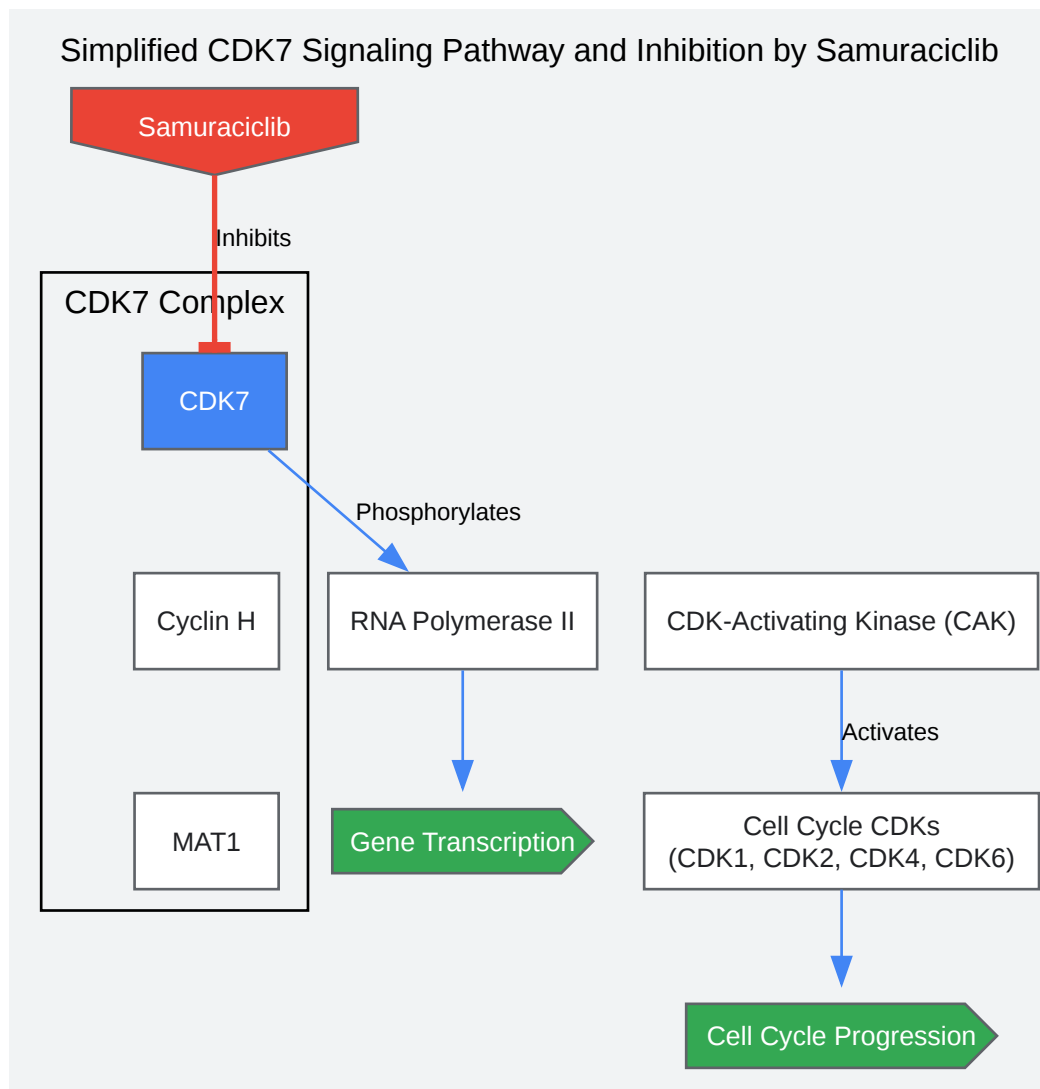 Simplified CDK7 Signaling Pathway and Inhibition by Samuraciclib
Samuraciclib
Inhibits
CDK7 Complex
CDK7
Phosphorylates
Cyclin H
RNA Polymerase II
CDK-Activating Kinase (CAK)
Activates
MAT1
Gene Transcription
Cell Cycle CDKs
(CDK1, CDK2, CDK4, CDK6)
Cell Cycle Progression